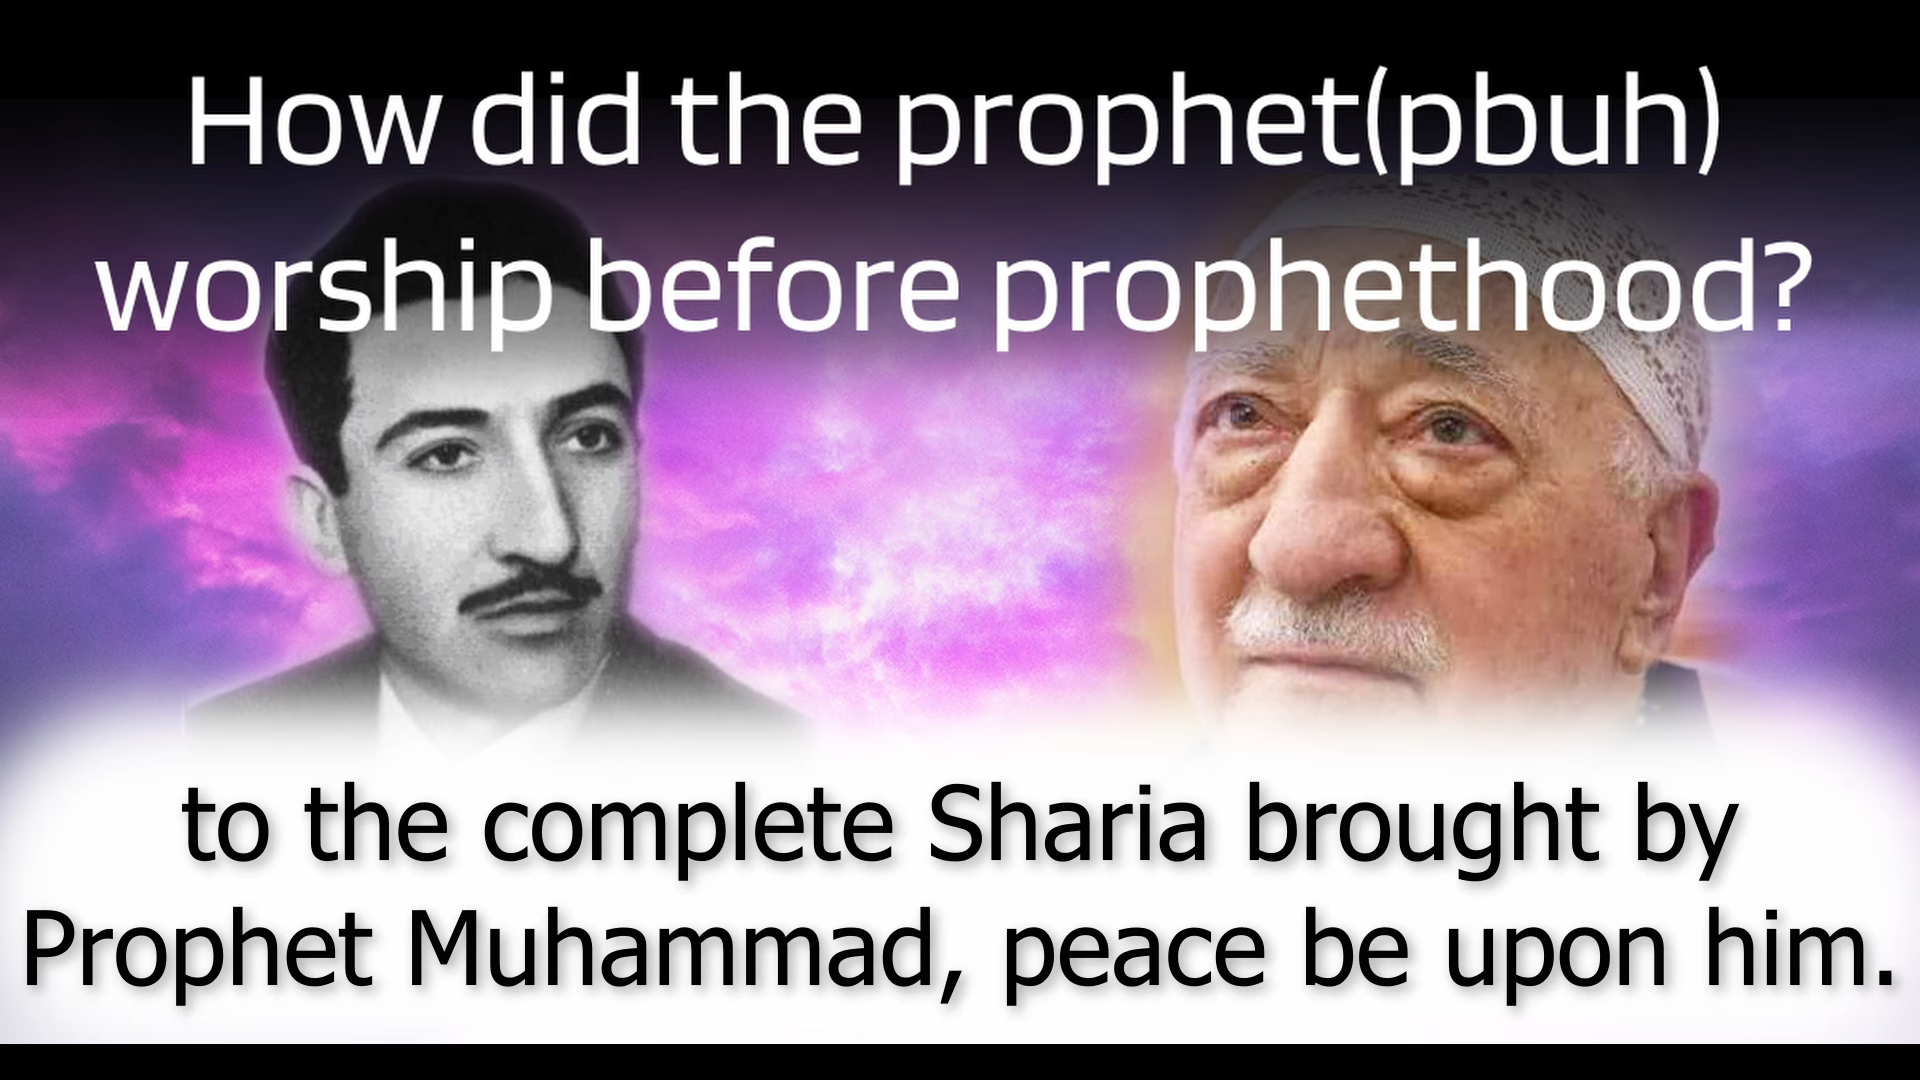 How did the prophet(pbuh)
worship before prophethood?
to the complete Sharia brought by
Prophet Muhammad, peace be upon him.